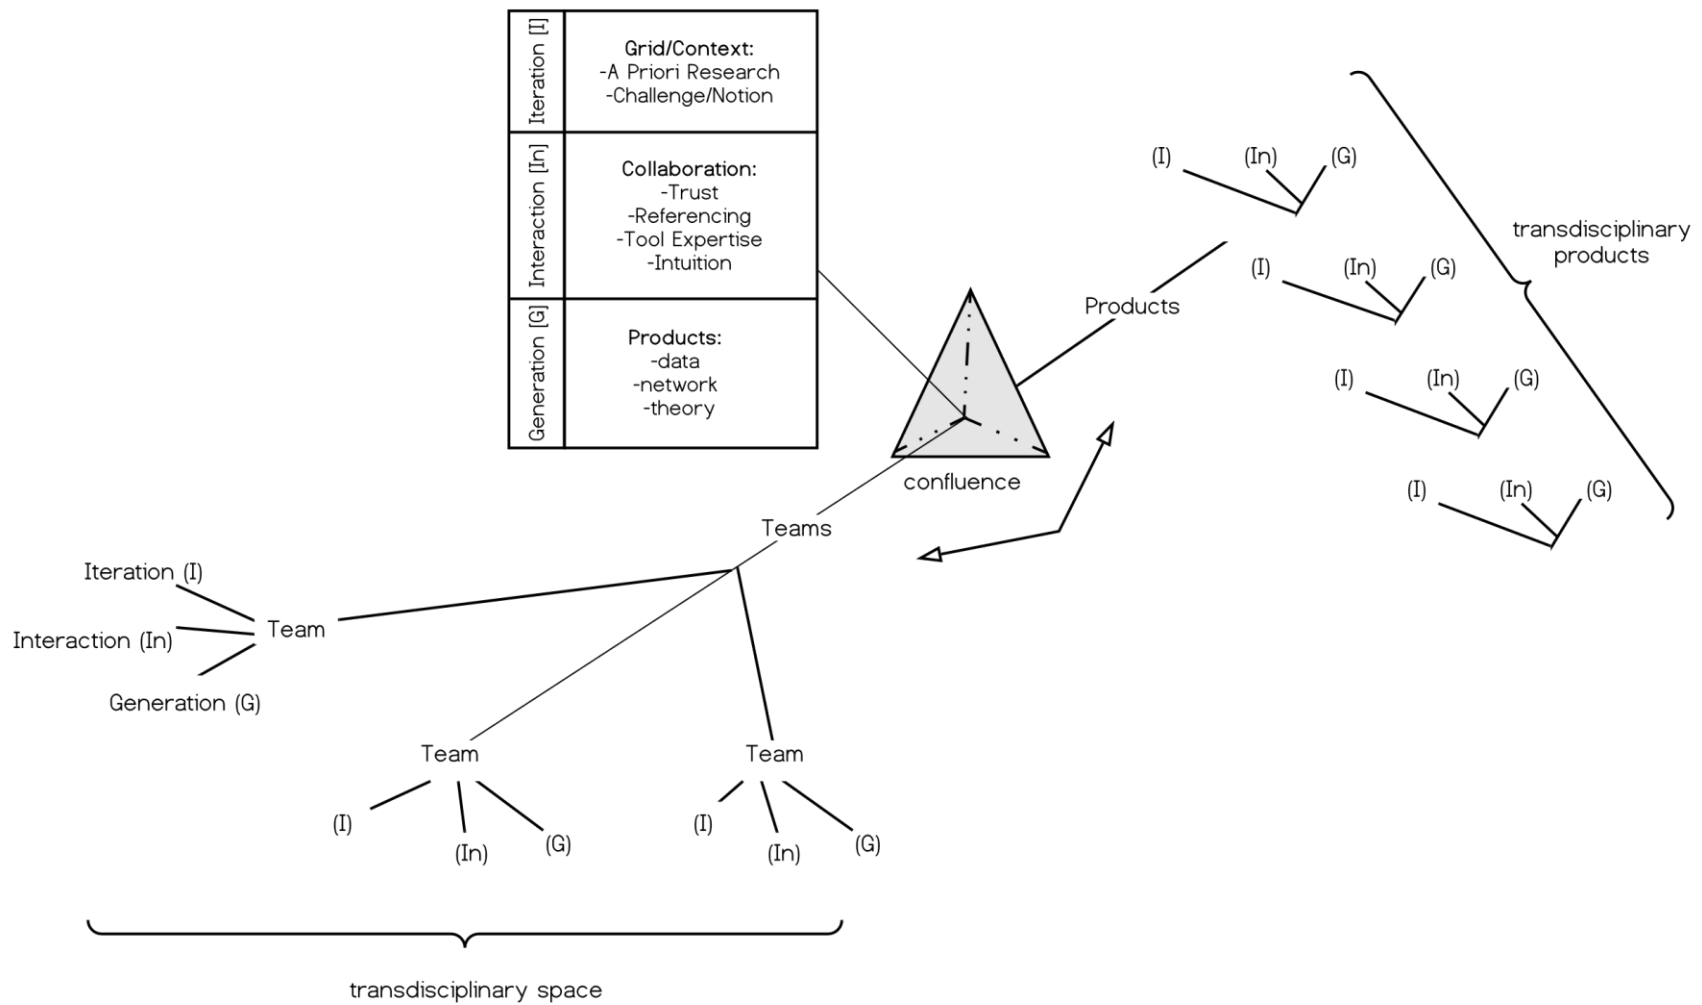 Iteration [I]
Grid/Context:
-A Priori Research
-Challenge/Notion
Interaction [In]
Collaboration:
-Trust
-Referencing
-Tool Expertise
-Intuition
Generation [G]
Products:
-data
-network
-theory
confluence
Products
(I) (In) (G)
(I) (In) (G)
(I) (In) (G)
(I) (In) (G)
transdisciplinary
products
Teams
Iteration (I)
Interaction (In)
Generation (G)
Team
Team
(I) (In) (G)
Team
(I) (In) (G)
transdisciplinary space